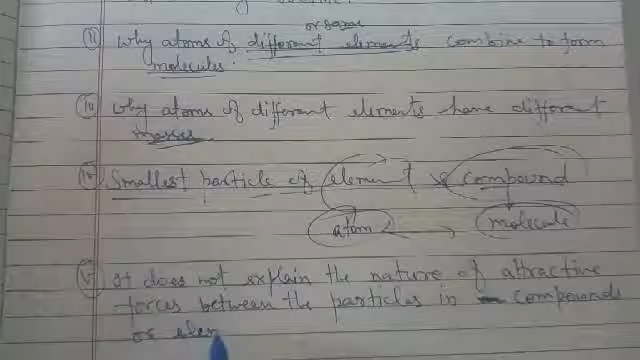 or same
(ii) Why atoms of different elements combine to form
molecules.
(iii) Why atoms of different elements have different
masses
(iv) Smallest particle of element & compound
atom molecule
(v) It does not explain the nature of attractive
forces between the particles in compounds
or elem